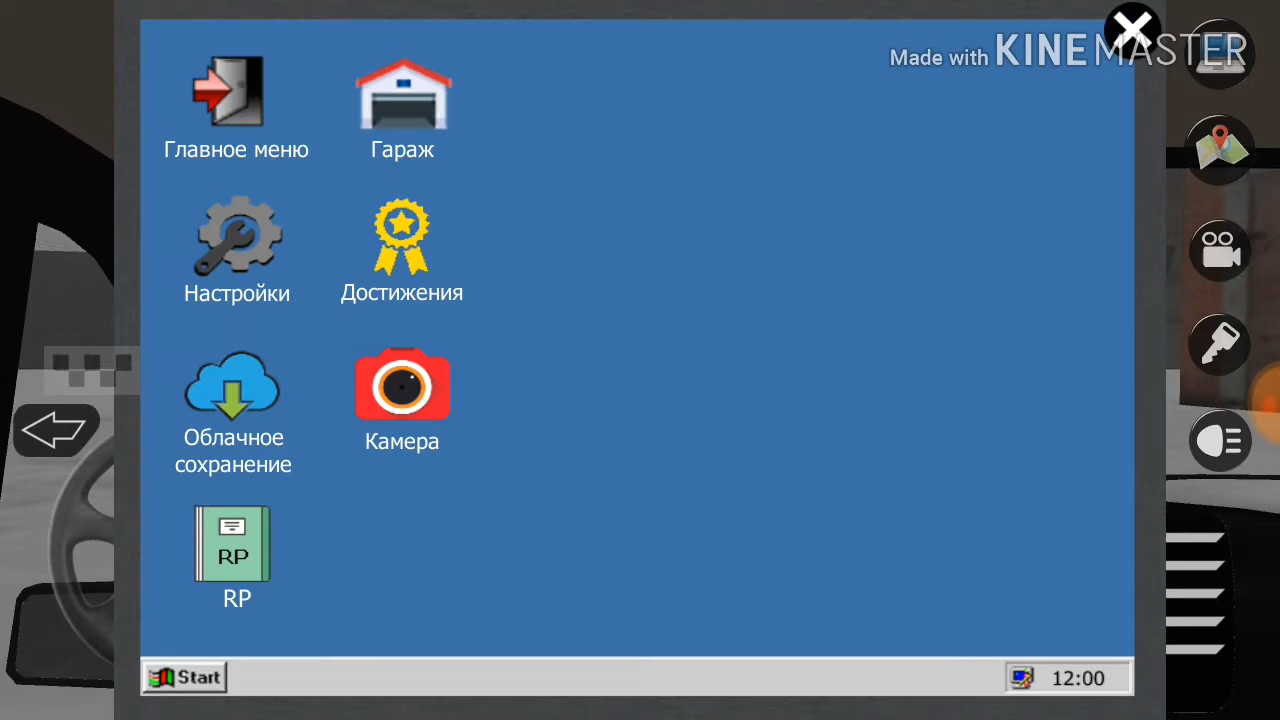 Made with KINEMASTER
Главное меню
Гараж
Настройки
Достижения
Облачное
сохранение
Камера
RP
RP
Start
12:00